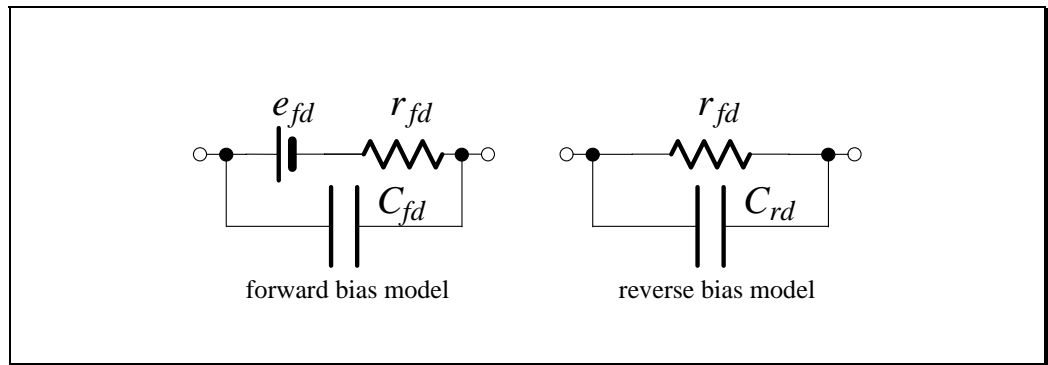 e_fd r_fd r_fd
C_fd C_rd
forward bias model reverse bias model